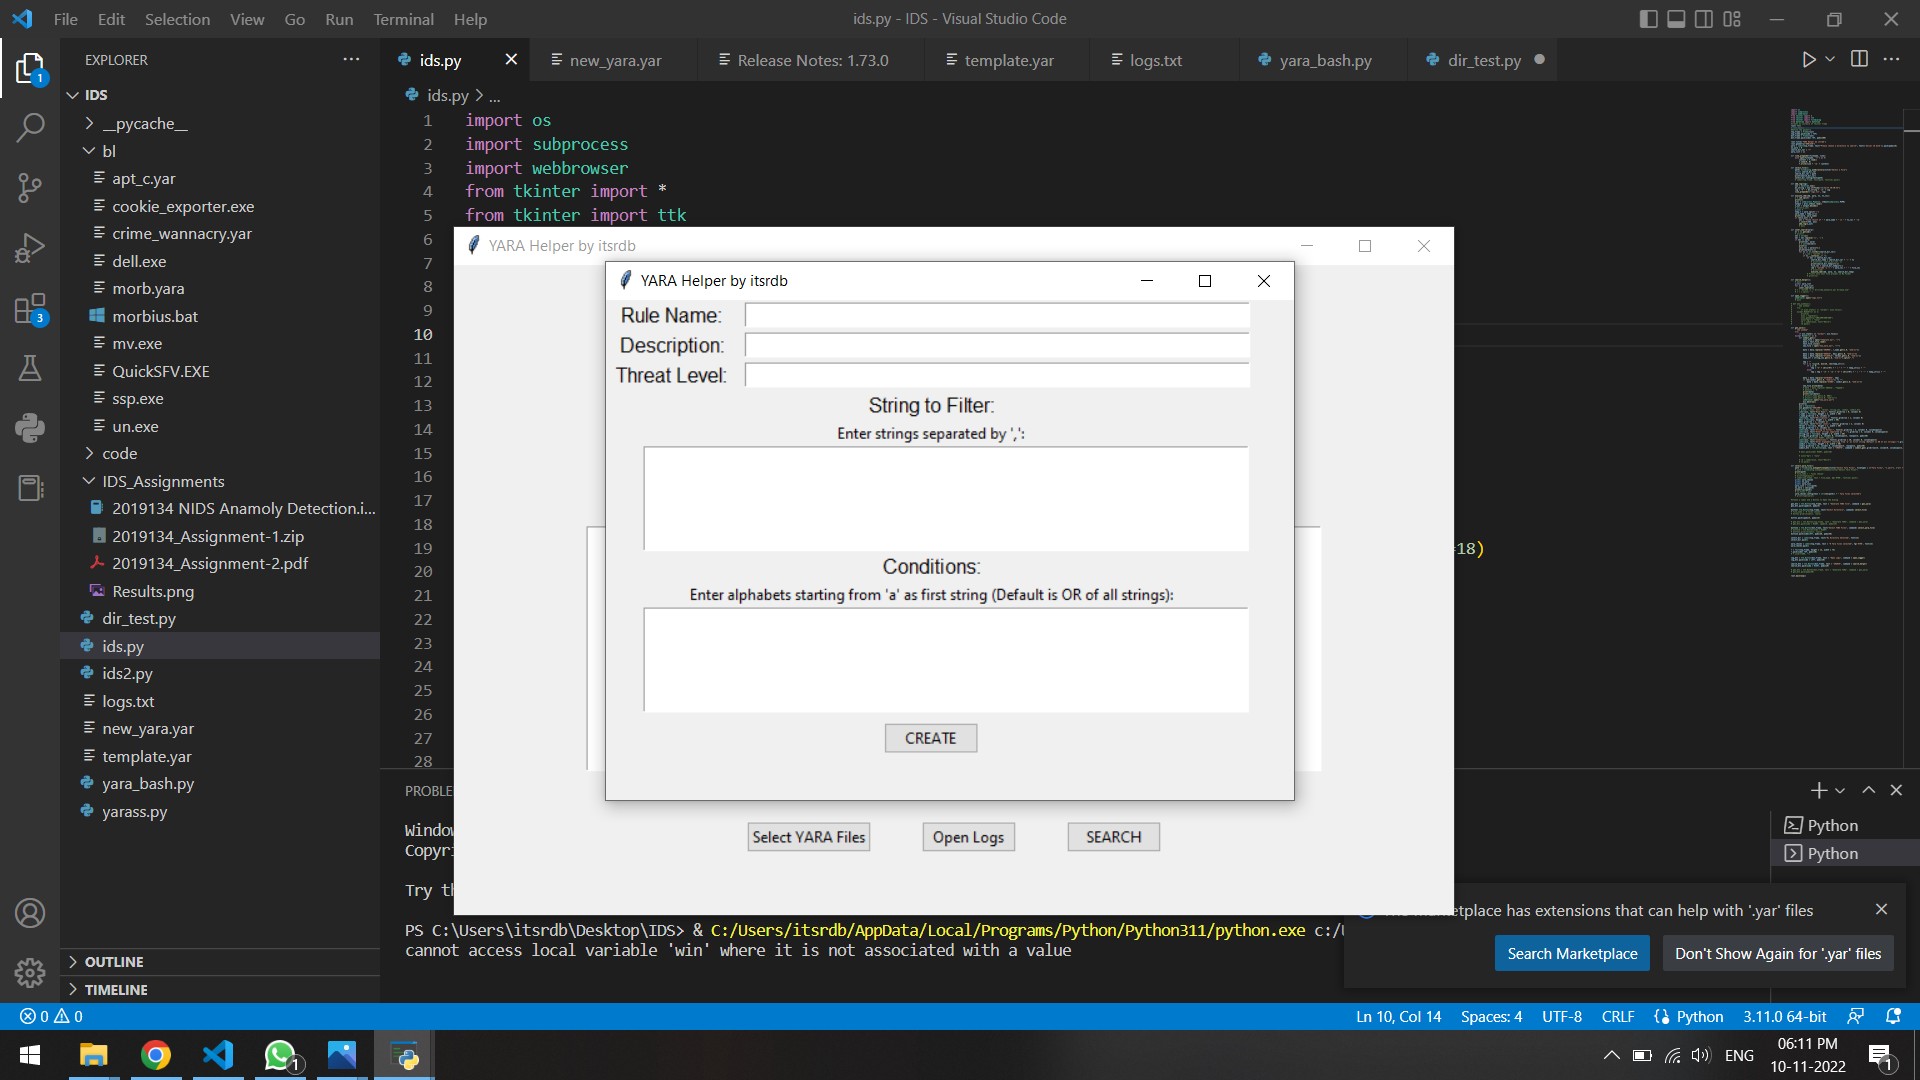 File Edit Selection View Go Run Terminal Help
ids.py - IDS - Visual Studio Code
EXPLORER
ids.py
new_yara.yar
Release Notes: 1.73.0
template.yar
logs.txt
yara_bash.py
dir_test.py
1
IDS
__pycache__
bl
apt_c.yar
cookie_exporter.exe
crime_wannacry.yar
dell.exe
morb.yara
morbius.bat
mv.exe
QuickSFV.EXE
ssp.exe
un.exe
code
IDS_Assignments
2019134 NIDS Anamoly Detection.i...
2019134_Assignment-1.zip
2019134_Assignment-2.pdf
Results.png
dir_test.py
ids.py
ids2.py
logs.txt
new_yara.yar
template.yar
yara_bash.py
yarass.py
3
OUTLINE
TIMELINE
ids.py > ...
1 import os
2 import subprocess
3 import webbrowser
4 from tkinter import *
5 from tkinter import ttk
6
7
8
9
10
11
12
13
14
15
16
17
18
19 =18)
20
21
22
23
24
25
26
27
28
YARA Helper by itsrdb
YARA Helper by itsrdb
Rule Name:
Description:
Threat Level:
String to Filter:
Enter strings separated by ',':
Conditions:
Enter alphabets starting from 'a' as first string (Default is OR of all strings):
CREATE
Select YARA Files
Open Logs
SEARCH
PROBLE
Window
Copyri
Try th
PS C:\Users\itsrdb\Desktop\IDS> & C:/Users/itsrdb/AppData/Local/Programs/Python/Python311/python.exe c:/U
cannot access local variable 'win' where it is not associated with a value
Python
Python
etplace has extensions that can help with '.yar' files
Search Marketplace
Don't Show Again for '.yar' files
0 0
Ln 10, Col 14
Spaces: 4
UTF-8
CRLF
Python
3.11.0 64-bit
1
ENG
06:11 PM
10-11-2022
1